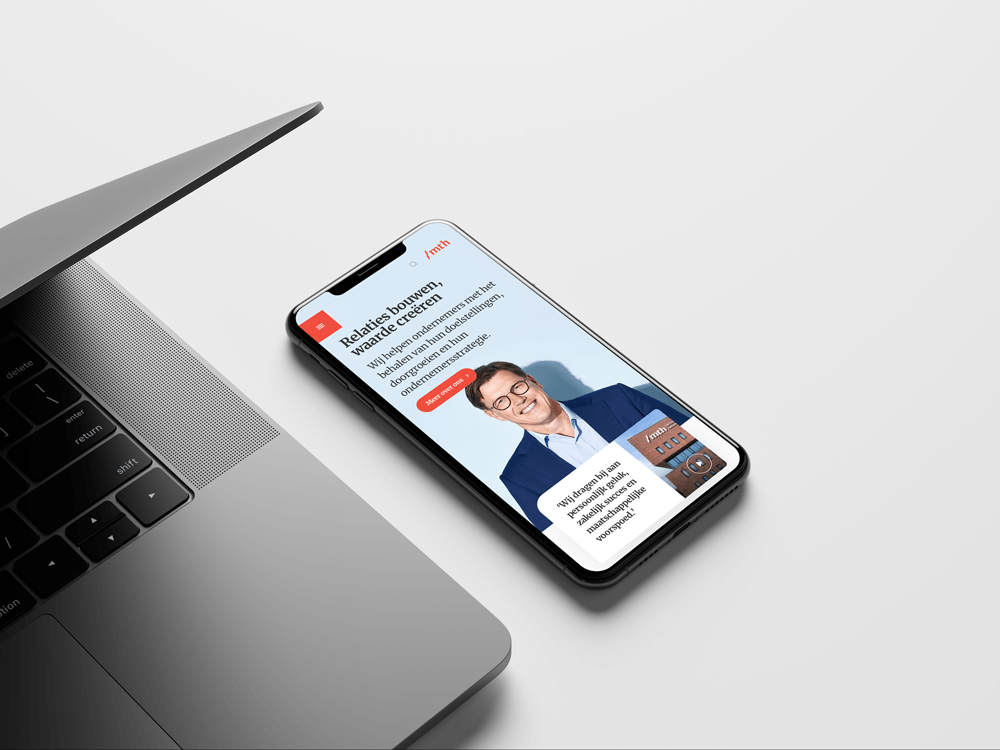 /mth
Relaties bouwen,
waarde creëren
Wij helpen ondernemers met het
behalen van hun doelstellingen,
doorgroeien en hun
ondernemersstrategie.
Meer over ons
/mth
'Wij dragen bij aan
persoonlijk geluk,
zakelijk succes en
maatschappelijke
voorspoed.'
delete
\
]
enter
return
shift
/
option